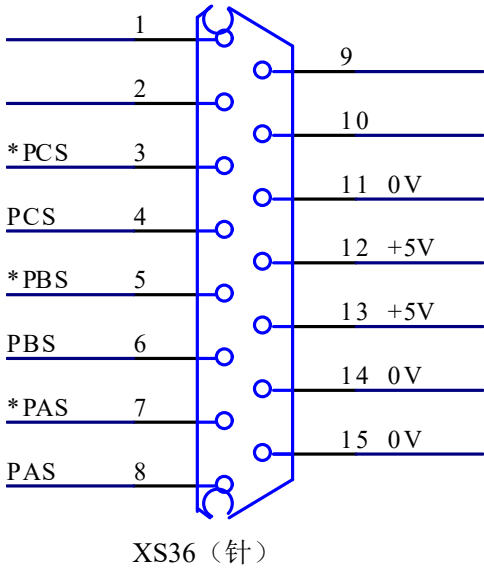 1
9
2
10
*PCS 3
11 0V
PCS 4
12 +5V
*PBS 5
13 +5V
PBS 6
14 0V
*PAS 7
15 0V
PAS 8
XS36（针）